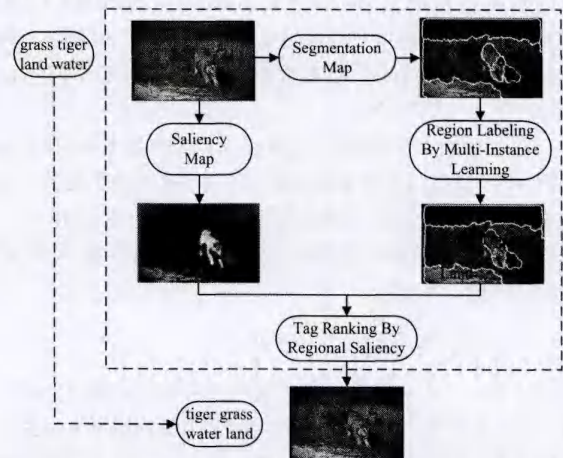 grass tiger
land water
Segmentation
Map
Saliency
Map
Region Labeling
By Multi-Instance
Learning
Tag Ranking By
Regional Saliency
tiger grass
water land